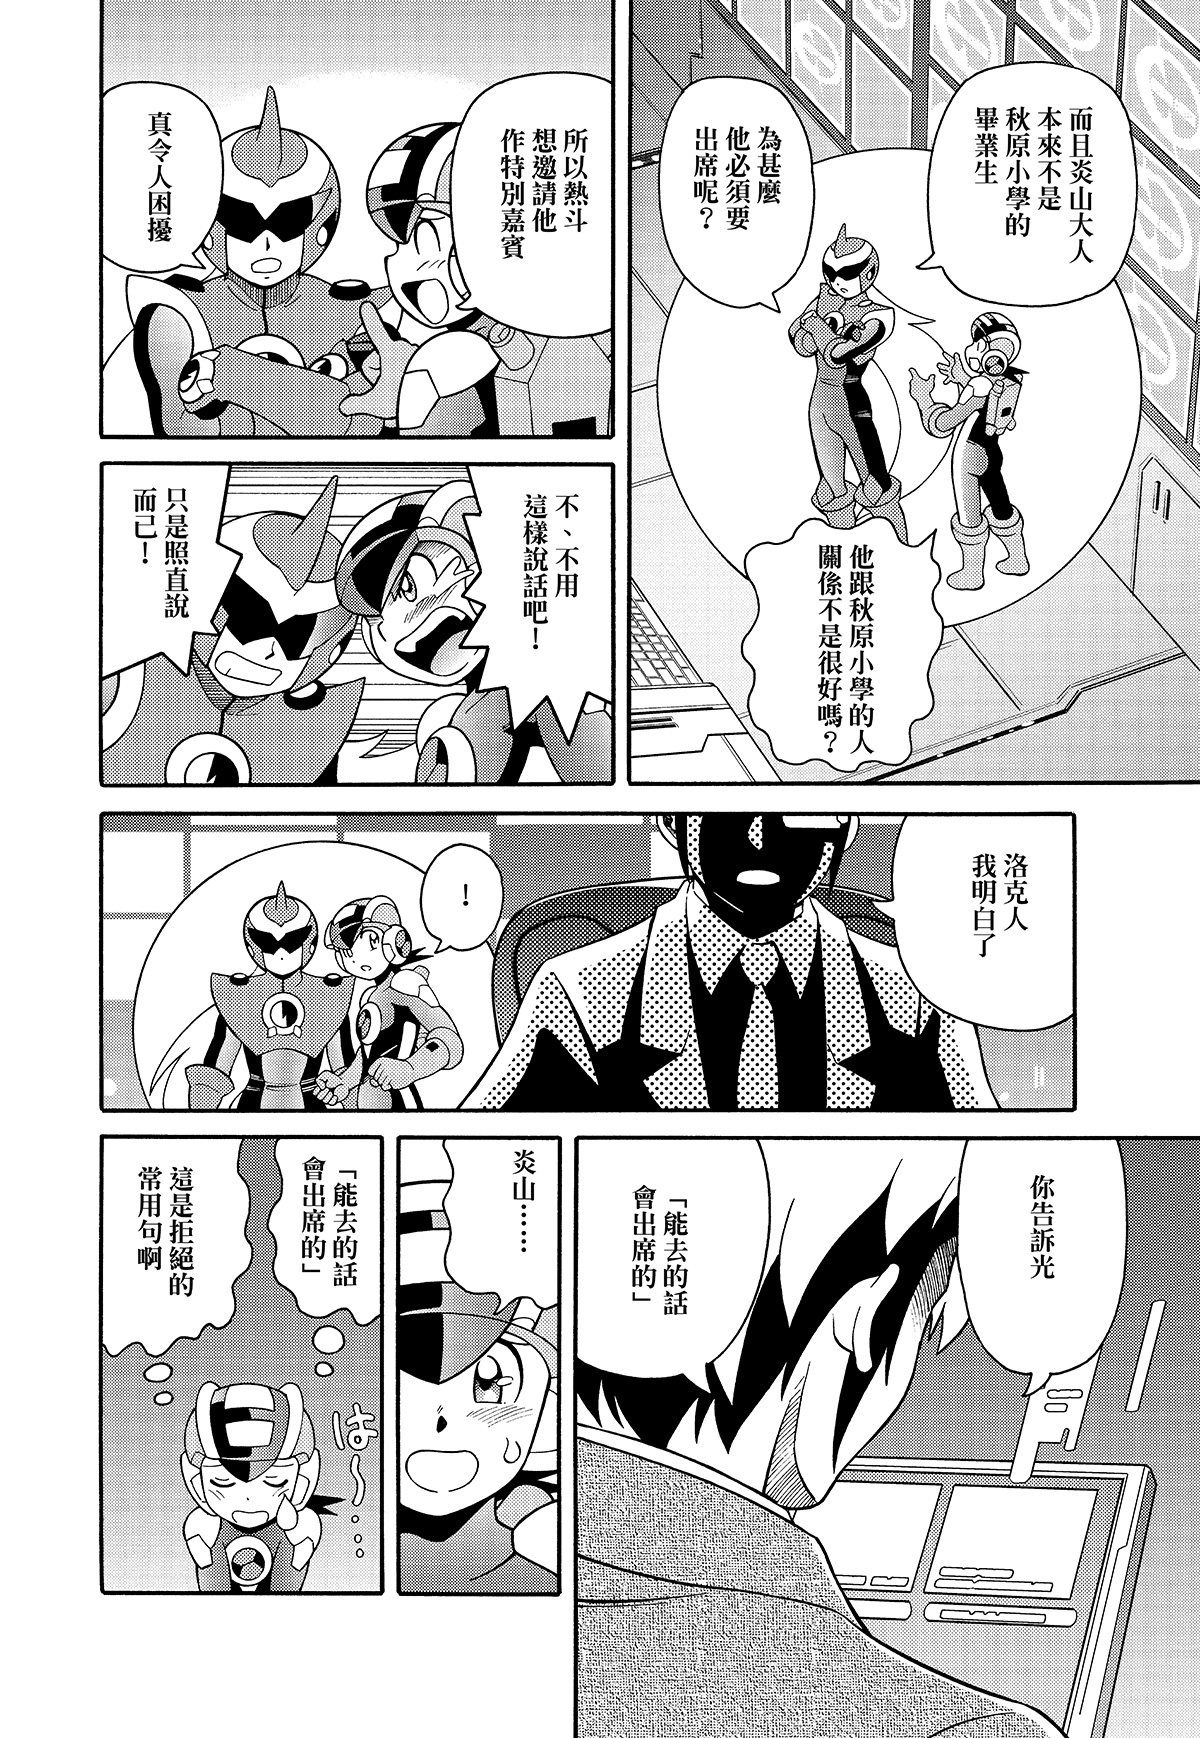 而且炎山大人
本來不是
秋原小學的
畢業生
為甚麼
他必須要
出席呢？
他跟秋原小學的人
關係不是很好嗎？
所以熱斗
想邀請他
作特別嘉賓
真令人困擾
不、不用
這樣說話吧！
只是照直說
而已！
洛克人
我明白了
！
你告訴光
「能去的話
會出席的」
炎山……
「能去的話
會出席的」
這是拒絕的
常用句啊
は〜…